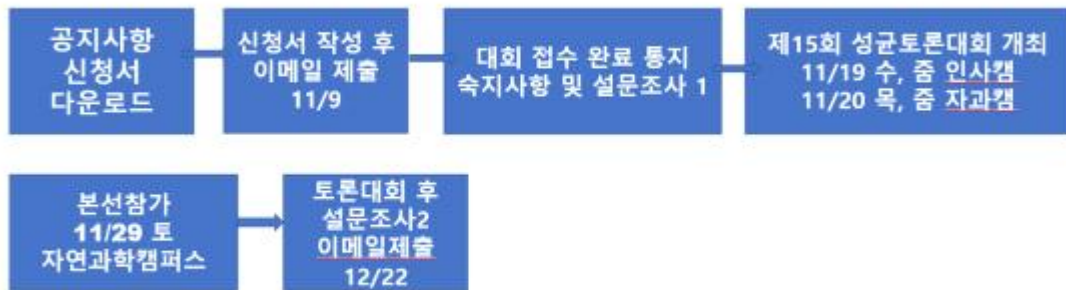 공지사항
신청서
다운로드
신청서 작성 후
이메일 제출
11/9
대회 접수 완료 통지
숙지사항 및 설문조사 1
제15회 성균토론대회 개최
11/19 수, 줌 인사캠
11/20 목, 줌 자과캠
본선참가
11/29 토
자연과학캠퍼스
토론대회 후
설문조사2
이메일제출
12/22